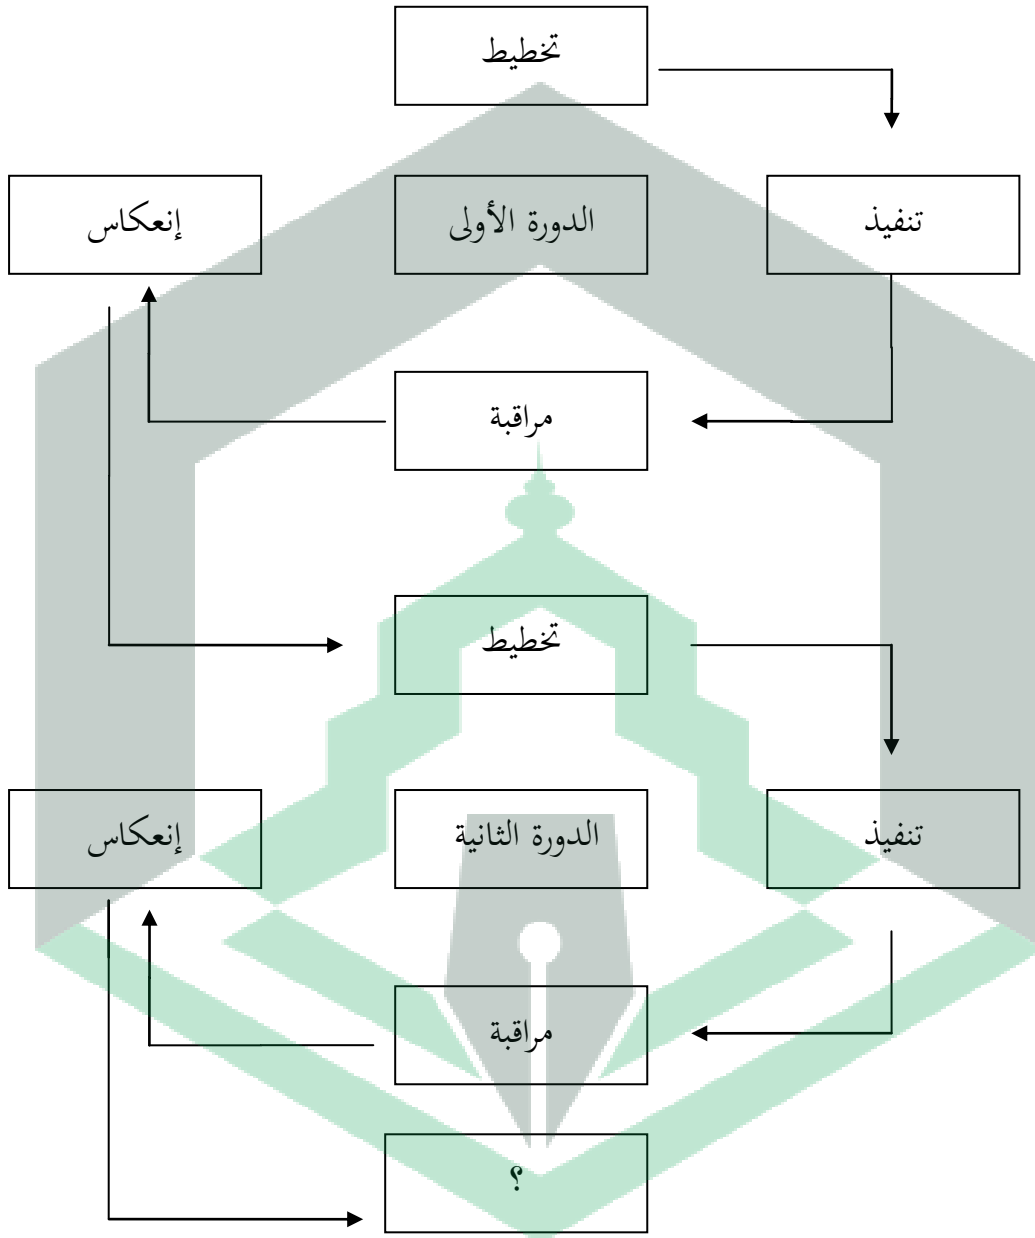 تخطيط
تنفيذ
الدورة الأولى
إنعكاس
مراقبة
تخطيط
تنفيذ
الدورة الثانية
إنعكاس
مراقبة
؟